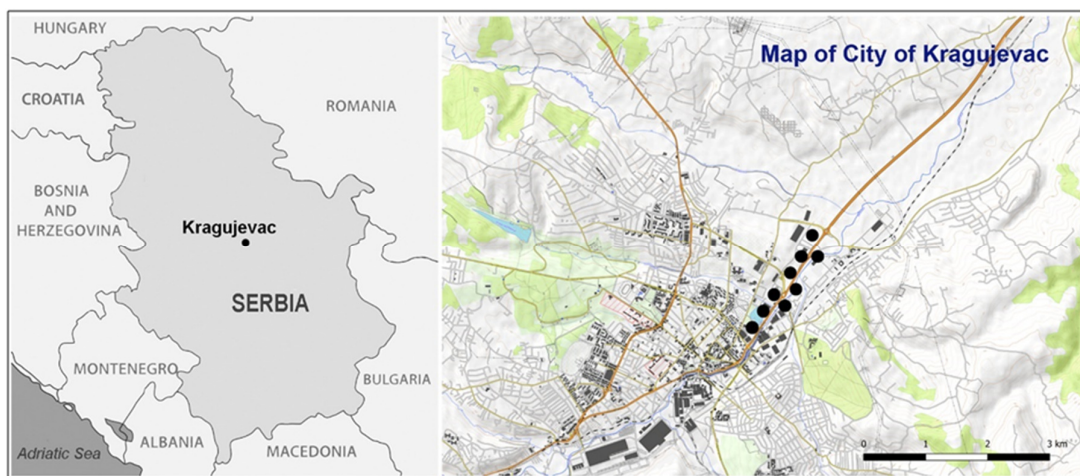 HUNGARY
CROATIA
ROMANIA
BOSNIA
AND
HERZEGOVINA
Kragujevac
SERBIA
MONTENEGRO
BULGARIA
ALBANIA
MACEDONIA
Adriatic Sea
Map of City of Kragujevac
0 1 2 3 km